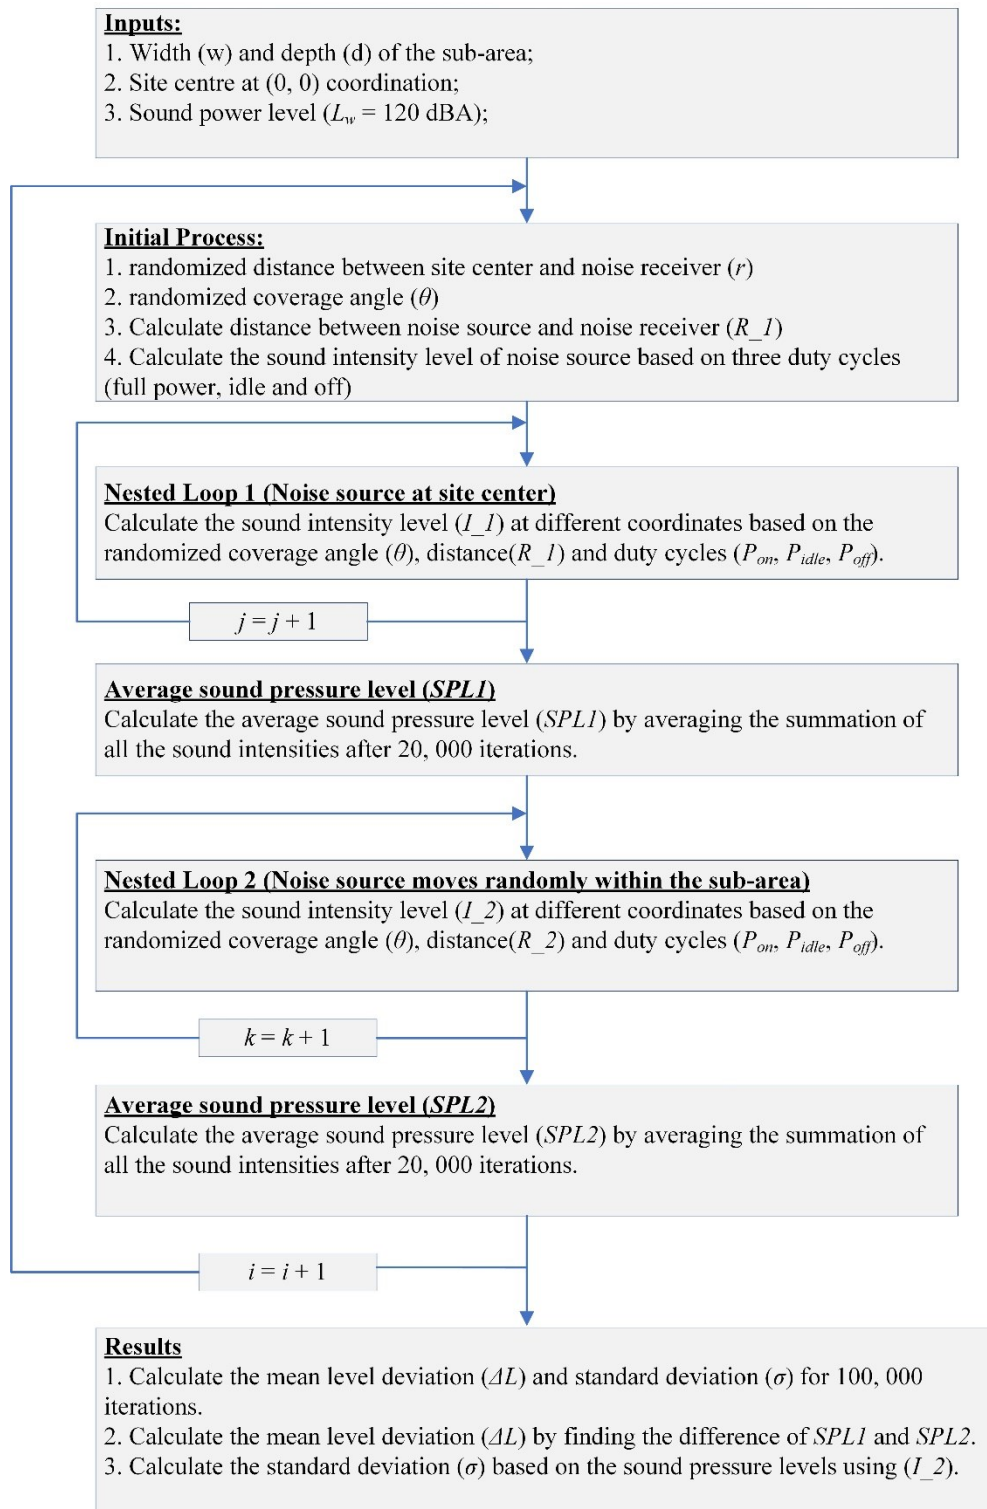 Inputs:
1. Width (w) and depth (d) of the sub-area;
2. Site centre at (0, 0) coordination;
3. Sound power level (Lw = 120 dBA);
Initial Process:
1. randomized distance between site center and noise receiver (r)
2. randomized coverage angle (θ)
3. Calculate distance between noise source and noise receiver (R_1)
4. Calculate the sound intensity level of noise source based on three duty cycles
(full power, idle and off)
Nested Loop 1 (Noise source at site center)
Calculate the sound intensity level (I_1) at different coordinates based on the
randomized coverage angle (θ), distance(R_1) and duty cycles (Pon, Pidle, Poff).
j = j + 1
Average sound pressure level (SPL1)
Calculate the average sound pressure level (SPL1) by averaging the summation of
all the sound intensities after 20, 000 iterations.
Nested Loop 2 (Noise source moves randomly within the sub-area)
Calculate the sound intensity level (I_2) at different coordinates based on the
randomized coverage angle (θ), distance(R_2) and duty cycles (Pon, Pidle, Poff).
k = k + 1
Average sound pressure level (SPL2)
Calculate the average sound pressure level (SPL2) by averaging the summation of
all the sound intensities after 20, 000 iterations.
i = i + 1
Results
1. Calculate the mean level deviation (ΔL) and standard deviation (σ) for 100, 000
iterations.
2. Calculate the mean level deviation (ΔL) by finding the difference of SPL1 and SPL2.
3. Calculate the standard deviation (σ) based on the sound pressure levels using (I_2).